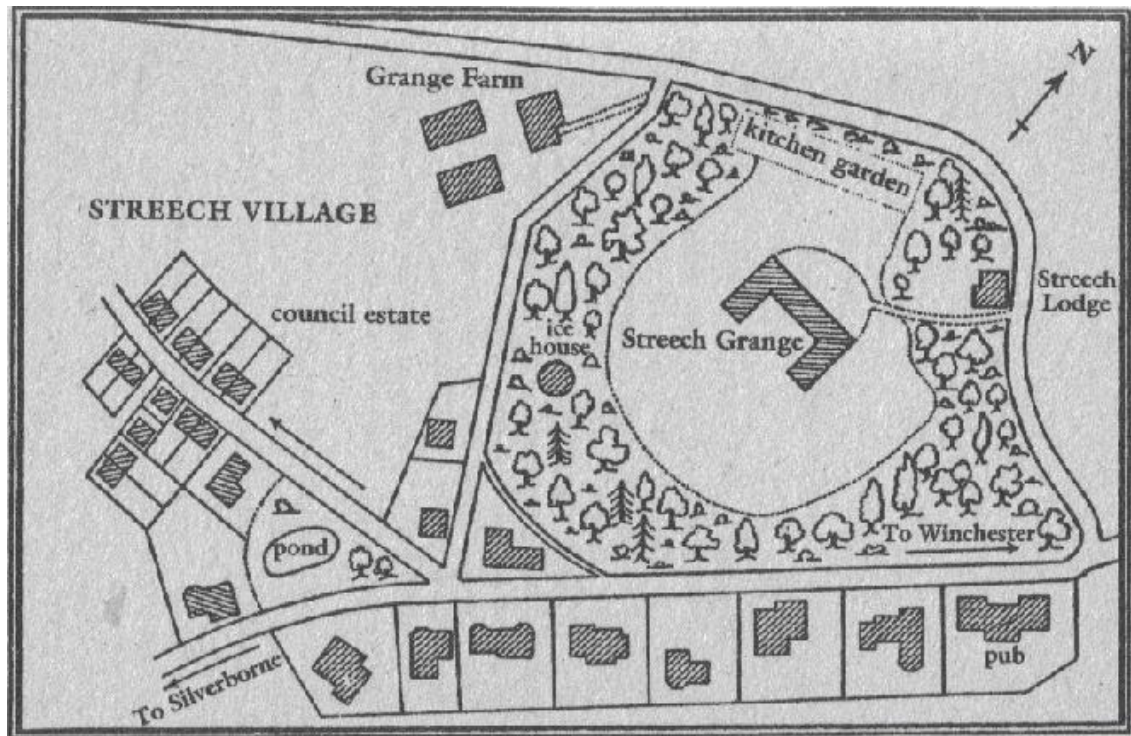 N
Grange Farm
kitchen garden
STREECH VILLAGE
Streech
Lodge
council estate
ice
house
Streech Grange
To Winchester
pond
pub
To Silverborne